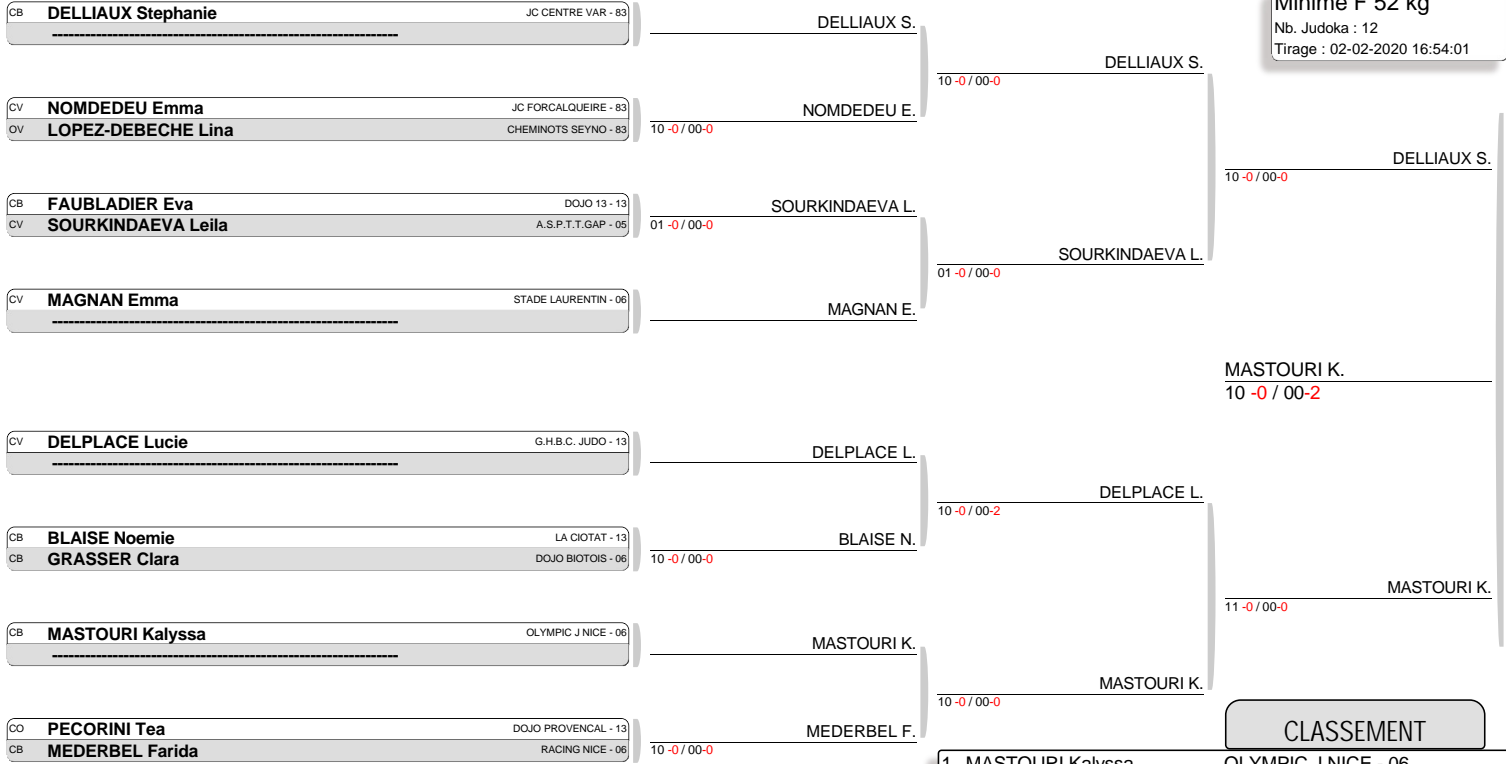 Minime F 52 kg
Nb. Judoka : 12
Tirage : 02-02-2020 16:54:01
CB DELLIAUX Stephanie JC CENTRE VAR - 83
------------------------------------------------------------------
CV NOMDEDEU Emma JC FORCALQUEIRE - 83
OV LOPEZ-DEBECHE Lina CHEMINOTS SEYNO - 83
CB FAUBLADIER Eva DOJO 13 - 13
CV SOURKINDAEVA Leila A.S.P.T.T.GAP - 05
CV MAGNAN Emma STADE LAURENTIN - 06
------------------------------------------------------------------
CV DELPLACE Lucie G.H.B.C. JUDO - 13
------------------------------------------------------------------
CB BLAISE Noemie LA CIOTAT - 13
CB GRASSER Clara DOJO BIOTOIS - 06
CB MASTOURI Kalyssa OLYMPIC J NICE - 06
------------------------------------------------------------------
CO PECORINI Tea DOJO PROVENCAL - 13
CB MEDERBEL Farida RACING NICE - 06
DELLIAUX S.
NOMDEDEU E.
10 -0 / 00-0
SOURKINDAEVA L.
01 -0 / 00-0
MAGNAN E.
DELPLACE L.
BLAISE N.
10 -0 / 00-0
MASTOURI K.
MEDERBEL F.
10 -0 / 00-0
DELLIAUX S.
10 -0 / 00-0
SOURKINDAEVA L.
01 -0 / 00-0
DELPLACE L.
10 -0 / 00-2
MASTOURI K.
10 -0 / 00-0
DELLIAUX S.
10 -0 / 00-0
MASTOURI K.
10 -0 / 00-2
MASTOURI K.
11 -0 / 00-0
CLASSEMENT
1 MASTOURI Kalyssa OLYMPIC J NICE - 06